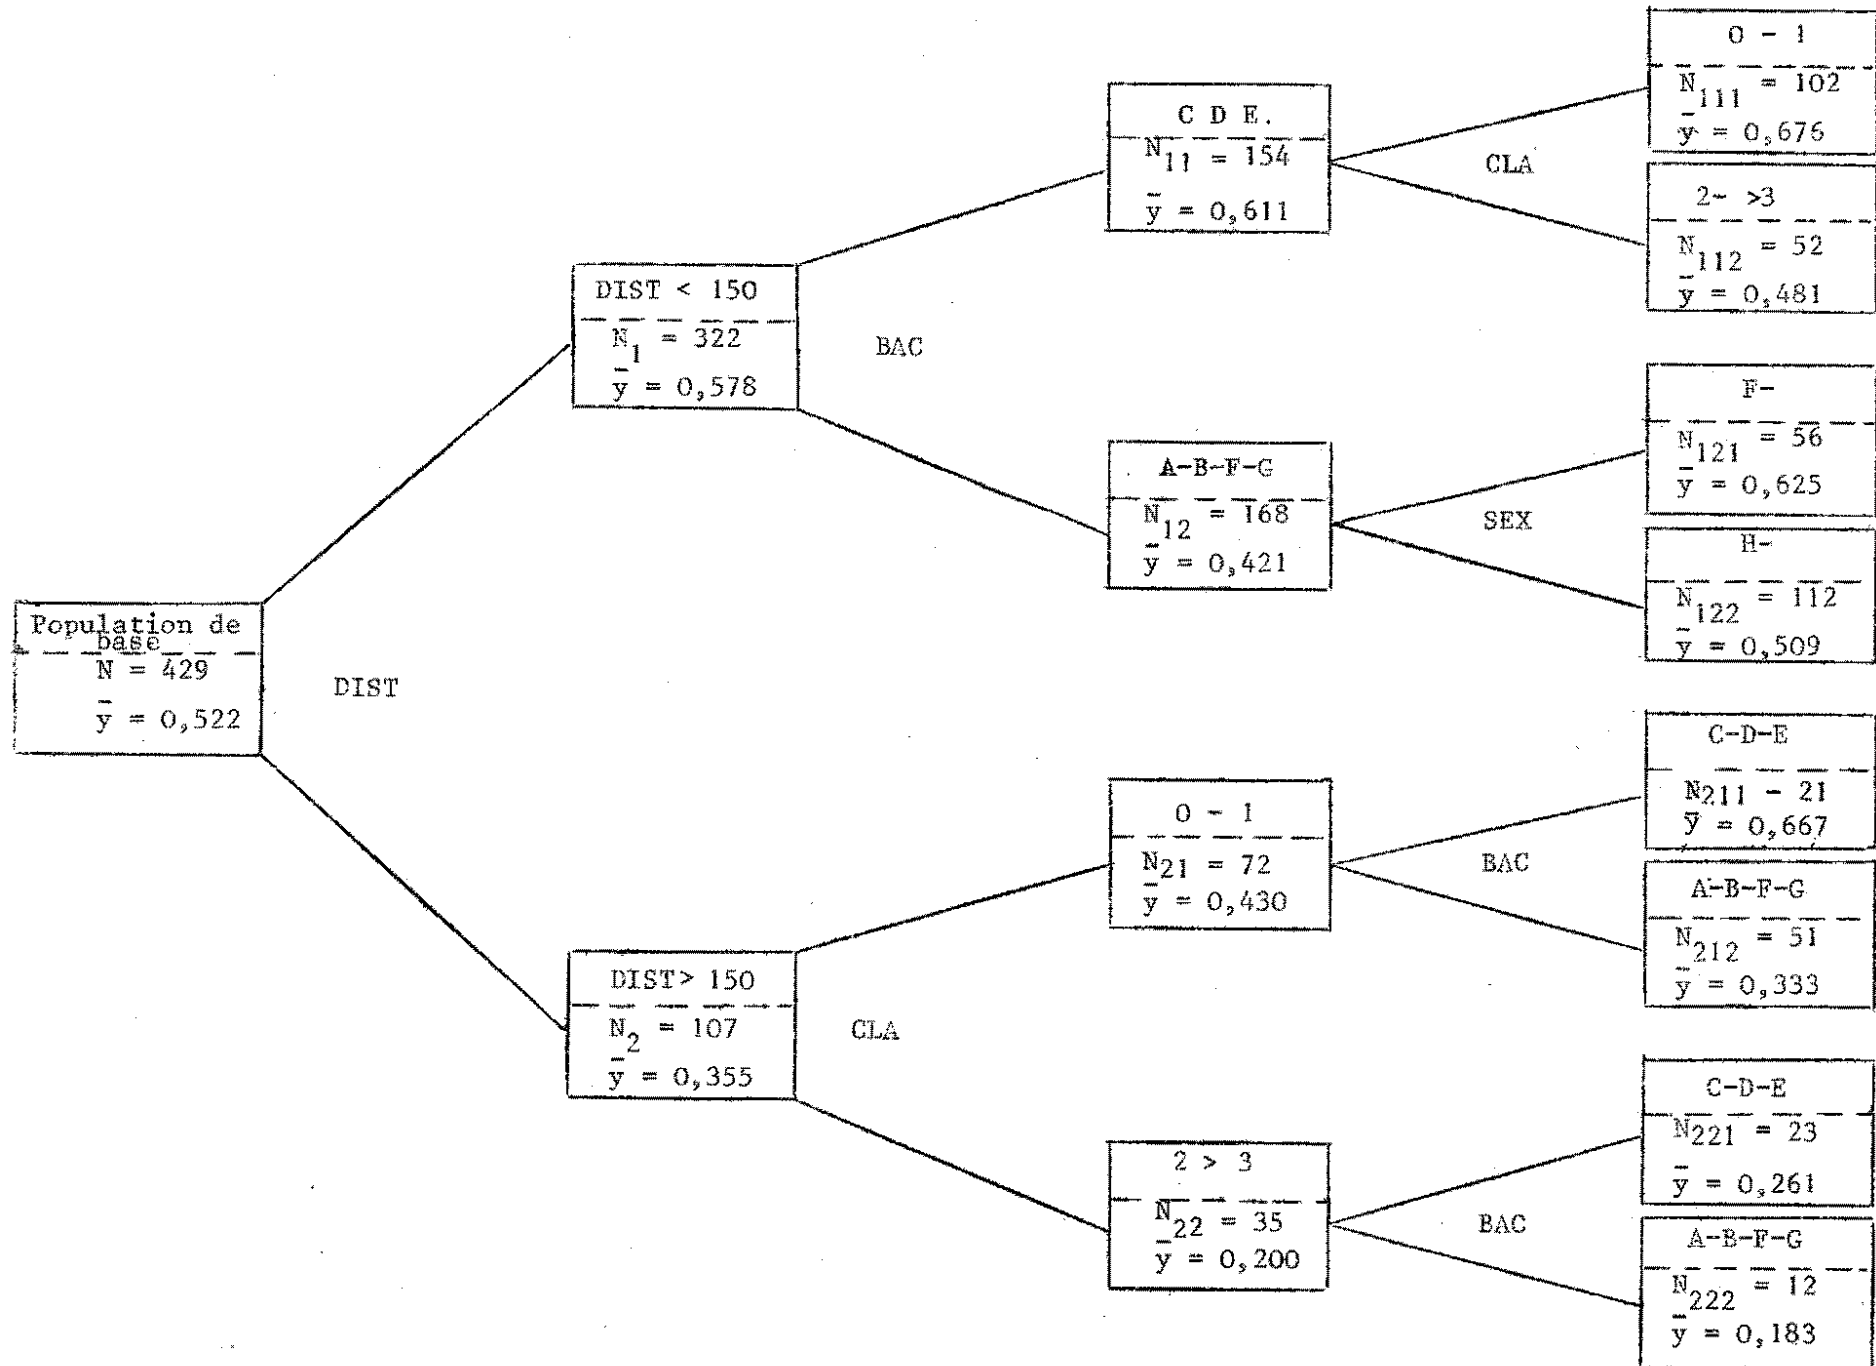 Population de
base
N = 429
ȳ = 0,522
DIST
DIST < 150
N1 = 322
ȳ = 0,578
BAC
DIST> 150
N2 = 107
ȳ = 0,355
CLA
C D E.
N11 = 154
ȳ = 0,611
CLA
A-B-F-G
N12 = 168
ȳ = 0,421
SEX
0 - 1
N21 = 72
ȳ = 0,430
BAC
2 > 3
N22 = 35
ȳ = 0,200
BAC
0 - 1
N111 = 102
ȳ = 0,676
2- >3
N112 = 52
ȳ = 0,481
F-
N121 = 56
ȳ = 0,625
H-
N122 = 112
ȳ = 0,509
C-D-E
N211 - 21
ȳ = 0,667
A-B-F-G
N212 = 51
ȳ = 0,333
C-D-E
N221 = 23
ȳ = 0,261
A-B-F-G
N222 = 12
ȳ = 0,183